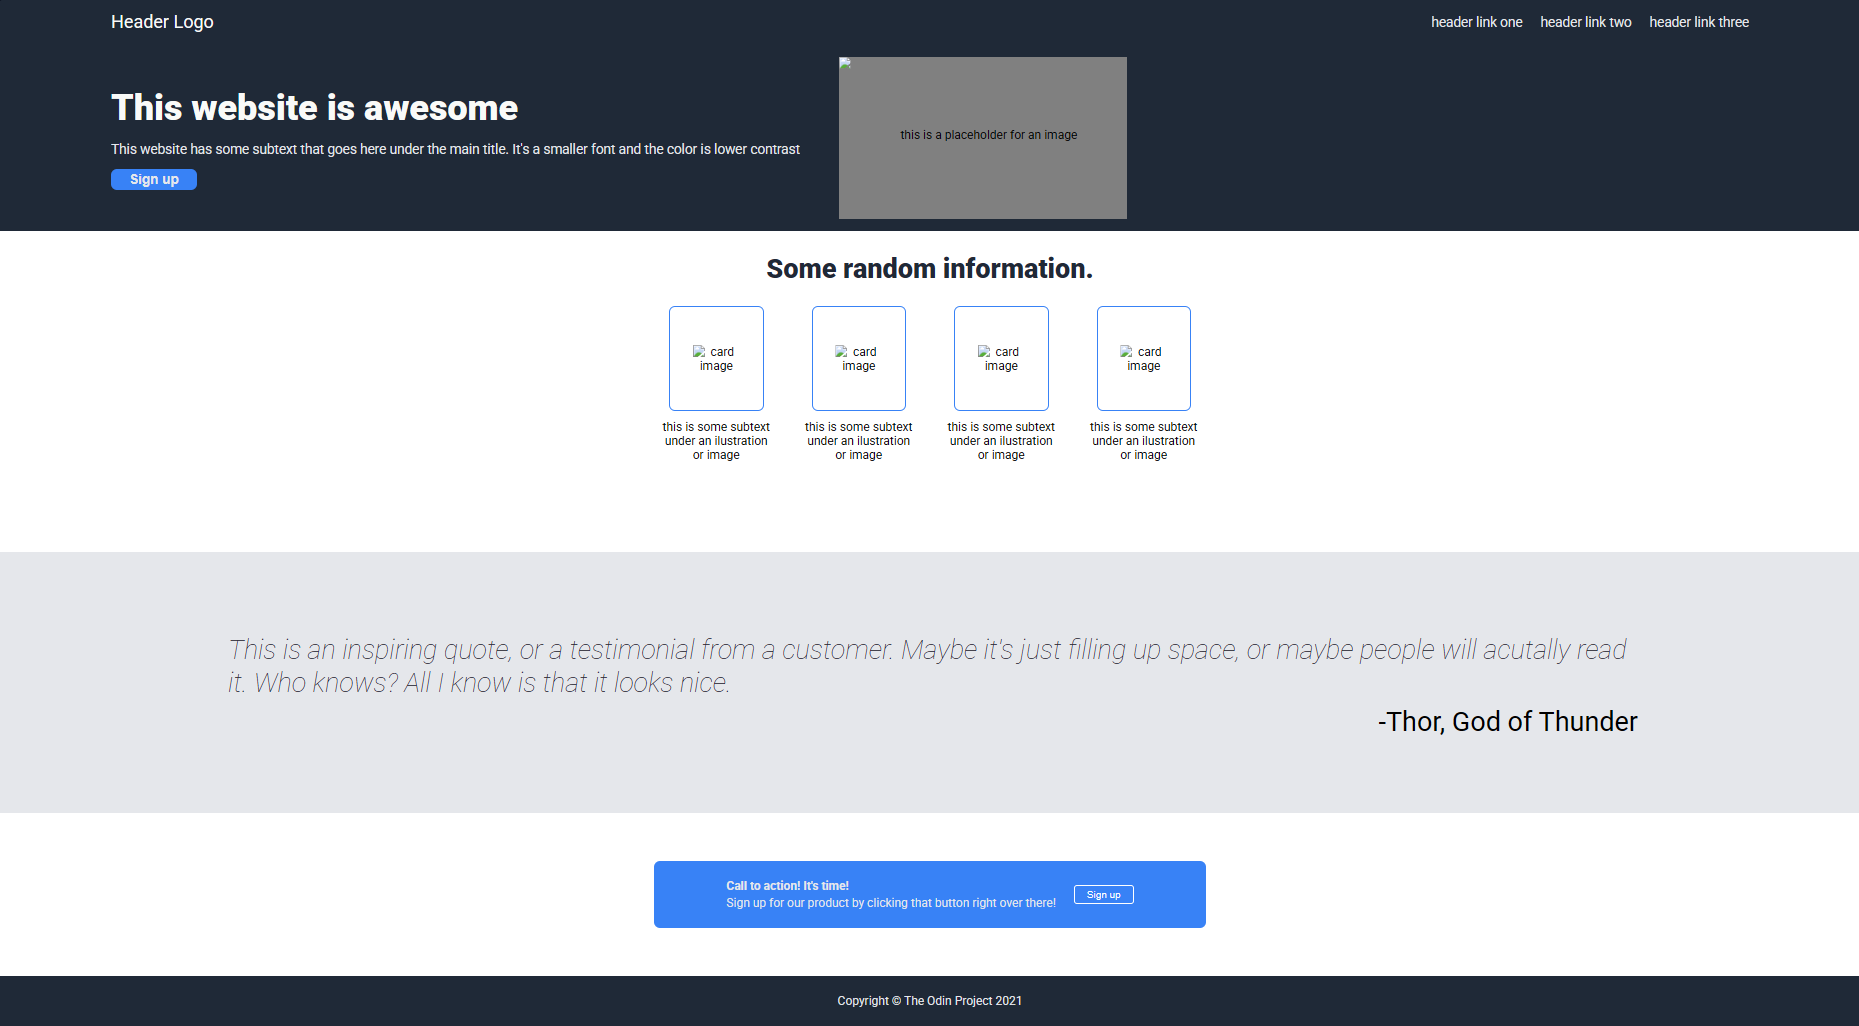 Header Logo
header link one
header link two
header link three
This website is awesome
This website has some subtext that goes here under the main title. It's a smaller font and the color is lower contrast
Sign up
this is a placeholder for an image
Some random information.
card
image
card
image
card
image
card
image
this is some subtext
under an ilustration
or image
this is some subtext
under an ilustration
or image
this is some subtext
under an ilustration
or image
this is some subtext
under an ilustration
or image
This is an inspiring quote, or a testimonial from a customer. Maybe it's just filling up space, or maybe people will acutally read
it. Who knows? All I know is that it looks nice.
-Thor, God of Thunder
Call to action! It's time!
Sign up for our product by clicking that button right over there!
Sign up
Copyright © The Odin Project 2021